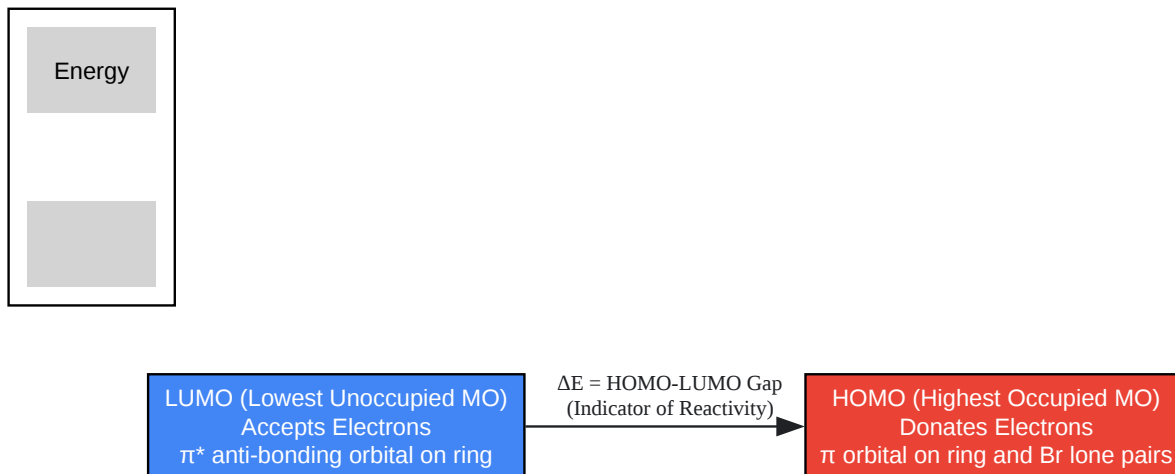 Energy
LUMO (Lowest Unoccupied MO)
Accepts Electrons
π* anti-bonding orbital on ring
ΔE = HOMO-LUMO Gap
(Indicator of Reactivity)
HOMO (Highest Occupied MO)
Donates Electrons
π orbital on ring and Br lone pairs